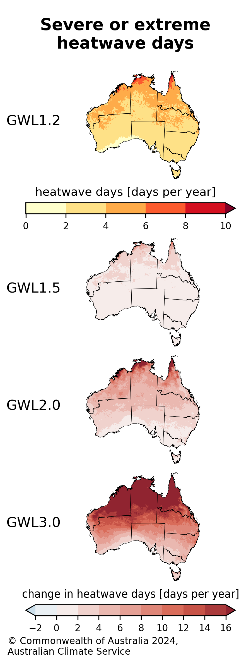 Severe or extreme
heatwave days
GWL1.2
heatwave days [days per year]
0 2 4 6 8 10
GWL1.5
GWL2.0
GWL3.0
change in heatwave days [days per year]
−2 0 2 4 6 8 10 12 14 16
© Commonwealth of Australia 2024,
Australian Climate Service